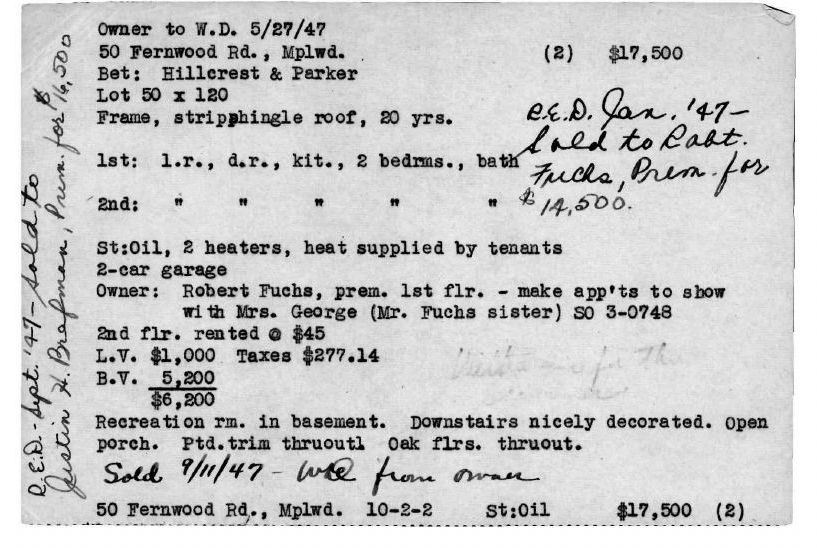 Owner to W.D. 5/27/47
50 Fernwood Rd., Mplwd. (2) $17,500
Bet: Hillcrest & Parker
Lot 50 x 120
Frame, stripphingle roof, 20 yrs.
R.E.D. Jan. '47 -
Sold to Robt.
Fuchs, Prem. for
$14,500.
1st: l.r., d.r., kit., 2 bedrms., bath
2nd: " " " " "
St:Oil, 2 heaters, heat supplied by tenants
2-car garage
Owner: Robert Fuchs, prem. 1st flr. - make app'ts to show
with Mrs. George (Mr. Fuchs sister) SO 3-0748
2nd flr. rented @ $45
L.V. $1,000 Taxes $277.14
B.V. 5,200
$6,200
Recreation rm. in basement. Downstairs nicely decorated. Open
porch. Ptd.trim thruoutl Oak flrs. thruout.
Sold 9/11/47 - from owner
50 Fernwood Rd., Mplwd. 10-2-2 St:Oil $17,500 (2)
R.E.D. - Sept. '47 - Sold to
Justin H. Prem. for $16,500